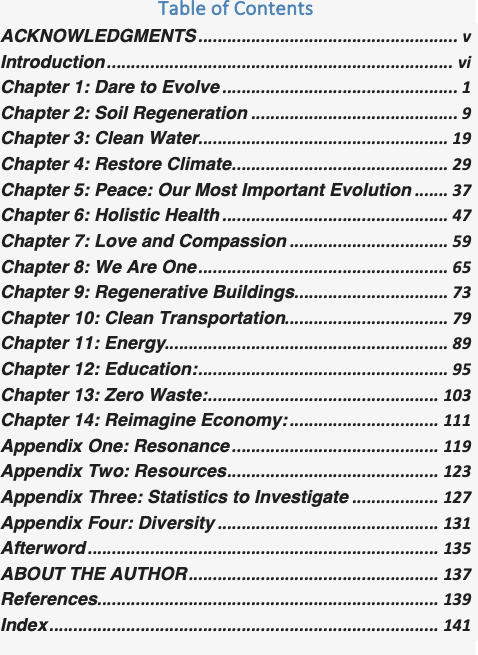 Table of Contents
ACKNOWLEDGMENTS ...................................................... v
Introduction ........................................................................ vi
Chapter 1: Dare to Evolve ................................................. 1
Chapter 2: Soil Regeneration ........................................... 9
Chapter 3: Clean Water.................................................... 19
Chapter 4: Restore Climate............................................. 29
Chapter 5: Peace: Our Most Important Evolution ....... 37
Chapter 6: Holistic Health ............................................... 47
Chapter 7: Love and Compassion ................................. 59
Chapter 8: We Are One .................................................... 65
Chapter 9: Regenerative Buildings................................ 73
Chapter 10: Clean Transportation.................................. 79
Chapter 11: Energy........................................................... 89
Chapter 12: Education: .................................................... 95
Chapter 13: Zero Waste:................................................ 103
Chapter 14: Reimagine Economy: ............................... 111
Appendix One: Resonance ........................................... 119
Appendix Two: Resources............................................ 123
Appendix Three: Statistics to Investigate .................. 127
Appendix Four: Diversity .............................................. 131
Afterword ......................................................................... 135
ABOUT THE AUTHOR .................................................... 137
References....................................................................... 139
Index ................................................................................. 141